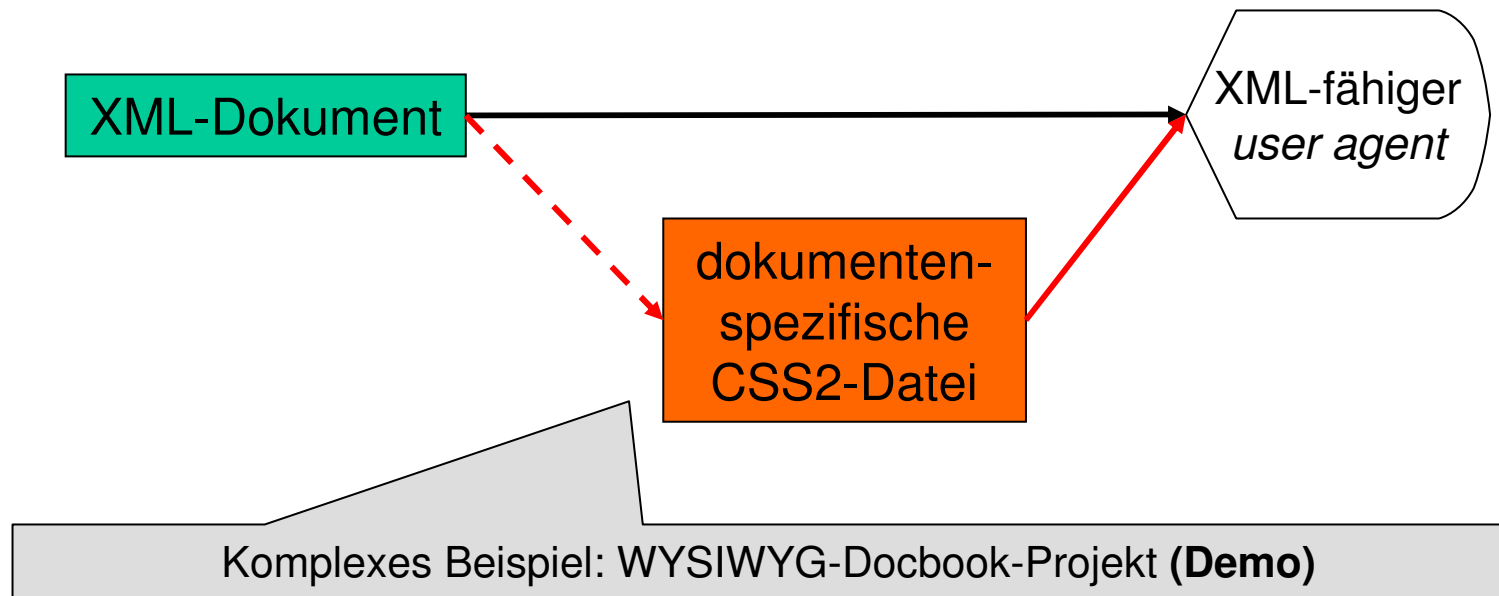 XML-Dokument
XML-fähiger
user agent
dokumenten-
spezifische
CSS2-Datei
Komplexes Beispiel: WYSIWYG-Docbook-Projekt (Demo)